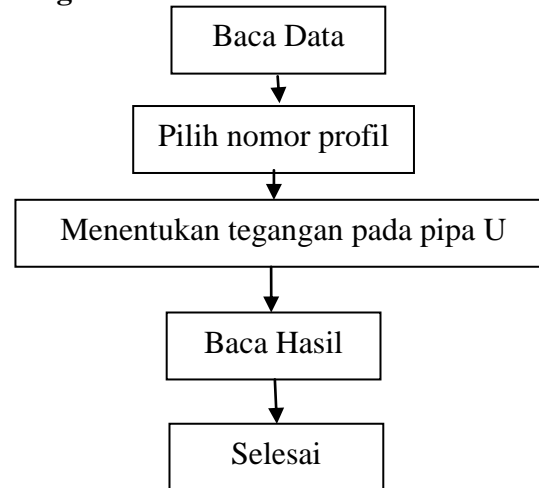 Baca Data
Pilih nomor profil
Menentukan tegangan pada pipa U
Baca Hasil
Selesai